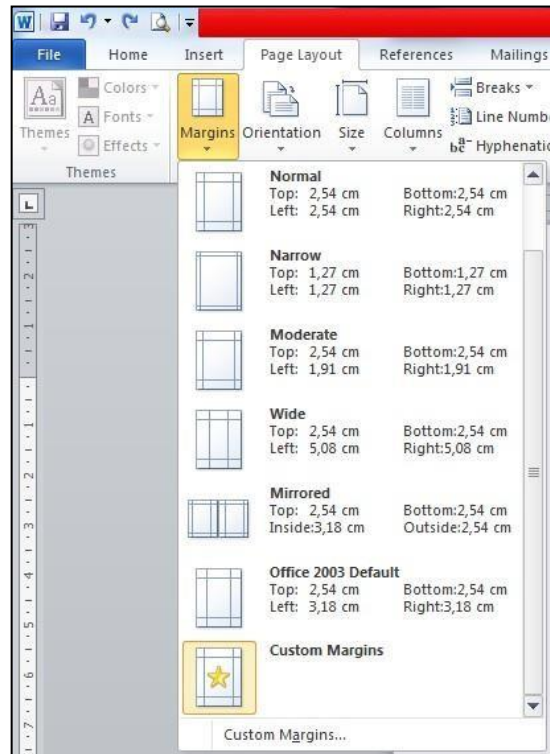 File Home Insert Page Layout References Mailings
Aa Colors Breaks
A Fonts Line Numb
Themes Effects Margins Orientation Size Columns Hyphenatio
Themes
Normal
Top: 2,54 cm Bottom:2,54 cm
Left: 2,54 cm Right:2,54 cm
Narrow
Top: 1,27 cm Bottom:1,27 cm
Left: 1,27 cm Right:1,27 cm
Moderate
Top: 2,54 cm Bottom:2,54 cm
Left: 1,91 cm Right:1,91 cm
Wide
Top: 2,54 cm Bottom:2,54 cm
Left: 5,08 cm Right:5,08 cm
Mirrored
Top: 2,54 cm Bottom:2,54 cm
Inside:3,18 cm Outside:2,54 cm
Office 2003 Default
Top: 2,54 cm Bottom:2,54 cm
Left: 3,18 cm Right:3,18 cm
Custom Margins
Custom Margins...